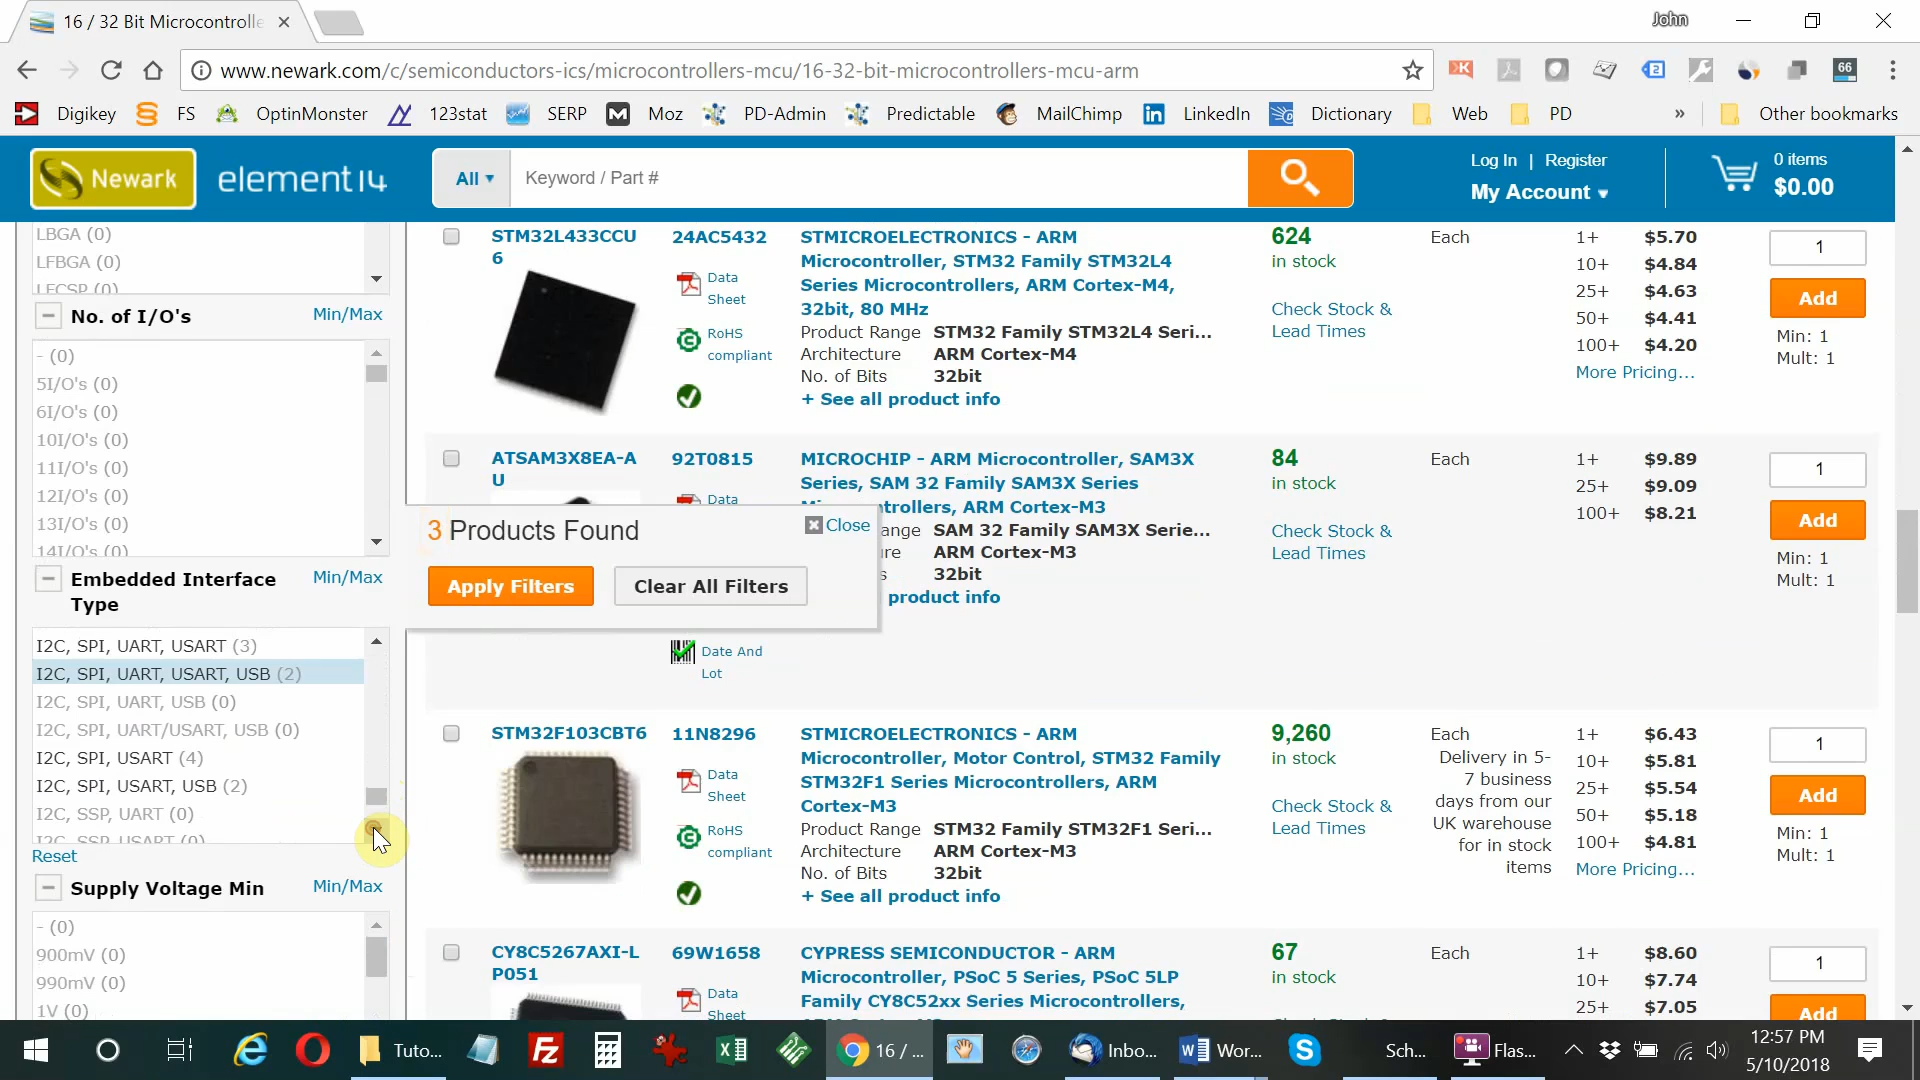 16 / 32 Bit Microcontrolle
John
www.newark.com/c/semiconductors-ics/microcontrollers-mcu/16-32-bit-microcontrollers-mcu-arm
66
Digikey FS OptinMonster 123stat SERP Moz PD-Admin Predictable MailChimp LinkedIn Dictionary Web PD » Other bookmarks
Newark element14
All
Keyword / Part #
Log In | Register
My Account
0 items
$0.00
LBGA (0)
LFBGA (0)
LFCSP (0)
No. of I/O's Min/Max
- (0)
5I/O's (0)
6I/O's (0)
10I/O's (0)
11I/O's (0)
12I/O's (0)
13I/O's (0)
14I/O's (0)
Embedded Interface Type Min/Max
I2C, SPI, UART, USART (3)
I2C, SPI, UART, USART, USB (2)
I2C, SPI, UART, USB (0)
I2C, SPI, UART/USART, USB (0)
I2C, SPI, USART (4)
I2C, SPI, USART, USB (2)
I2C, SSP, UART (0)
I2C, SSP, USART (0)
Reset
Supply Voltage Min Min/Max
- (0)
900mV (0)
990mV (0)
1V (0)
3 Products Found
Close
Apply Filters
Clear All Filters
STM32L433CCU
6
24AC5432
Data
Sheet
RoHS
compliant
STMICROELECTRONICS - ARM
Microcontroller, STM32 Family STM32L4
Series Microcontrollers, ARM Cortex-M4,
32bit, 80 MHz
Product Range STM32 Family STM32L4 Seri...
Architecture ARM Cortex-M4
No. of Bits 32bit
+ See all product info
624
in stock
Check Stock &
Lead Times
Each
1+ $5.70
10+ $4.84
25+ $4.63
50+ $4.41
100+ $4.20
More Pricing...
1
Add
Min: 1
Mult: 1
ATSAM3X8EA-A
U
92T0815
Data
MICROCHIP - ARM Microcontroller, SAM3X
Series, SAM 32 Family SAM3X Series
Mi trollers, ARM Cortex-M3
ange SAM 32 Family SAM3X Serie...
re ARM Cortex-M3
s 32bit
product info
Date And
Lot
84
in stock
Check Stock &
Lead Times
Each
1+ $9.89
25+ $9.09
100+ $8.21
1
Add
Min: 1
Mult: 1
STM32F103CBT6
11N8296
Data
Sheet
RoHS
compliant
STMICROELECTRONICS - ARM
Microcontroller, Motor Control, STM32 Family
STM32F1 Series Microcontrollers, ARM
Cortex-M3
Product Range STM32 Family STM32F1 Seri...
Architecture ARM Cortex-M3
No. of Bits 32bit
+ See all product info
9,260
in stock
Check Stock &
Lead Times
Each
Delivery in 5-
7 business
days from our
UK warehouse
for in stock
items
1+ $6.43
10+ $5.81
25+ $5.54
50+ $5.18
100+ $4.81
More Pricing...
1
Add
Min: 1
Mult: 1
CY8C5267AXI-L
P051
69W1658
Data
Sheet
CYPRESS SEMICONDUCTOR - ARM
Microcontroller, PSoC 5 Series, PSoC 5LP
Family CY8C52xx Series Microcontrollers,
67
in stock
Each
1+ $8.60
10+ $7.74
25+ $7.05
1
Add
Tuto... 16 / ... Inbo... Wor... Sch... Flas...
12:57 PM
5/10/2018